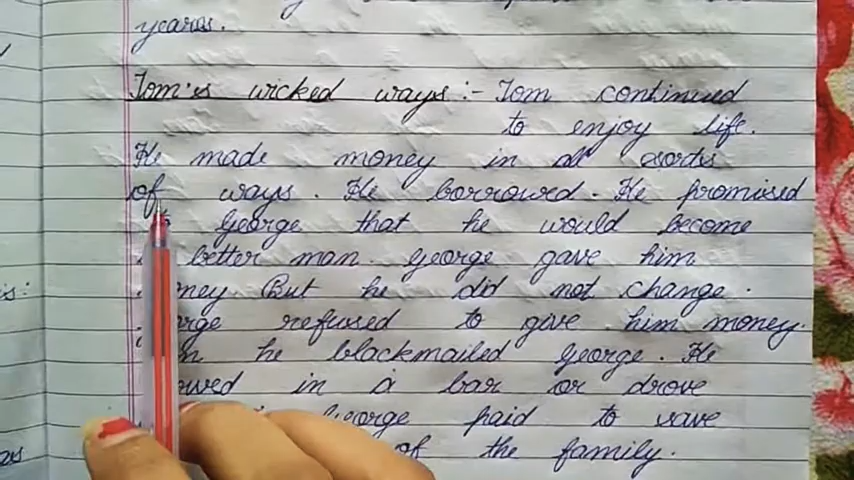 years.
Tom's wicked ways :- Tom continued
to enjoy life.
He made money in all sorts
of ways. He borrowed. He promised
George that he would become
better man. George gave him
But he did not change.
refused to give him money.
he blackmailed George. He
in a bar or drove
George paid to save
of the family.